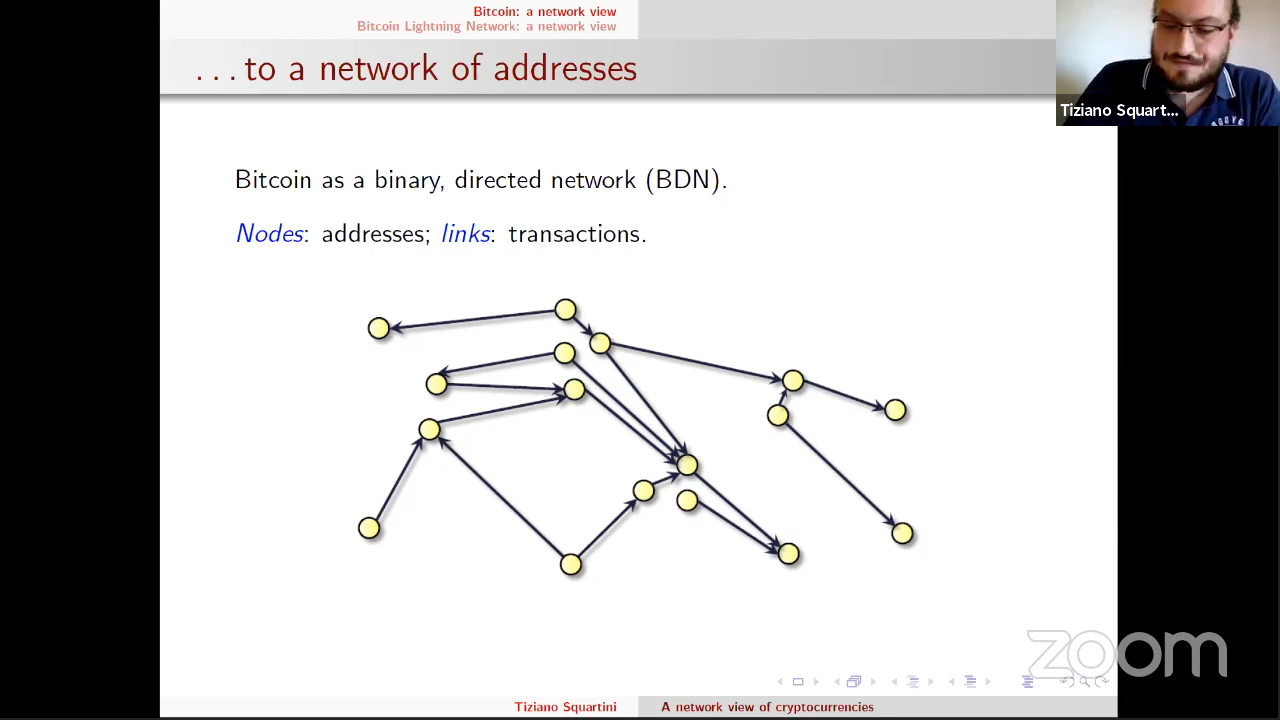 Bitcoin: a network view
Bitcoin Lightning Network: a network view
...to a network of addresses
Tiziano Squart...
Bitcoin as a binary, directed network (BDN).
Nodes: addresses; links: transactions.
zoom
Tiziano Squartini
A network view of cryptocurrencies